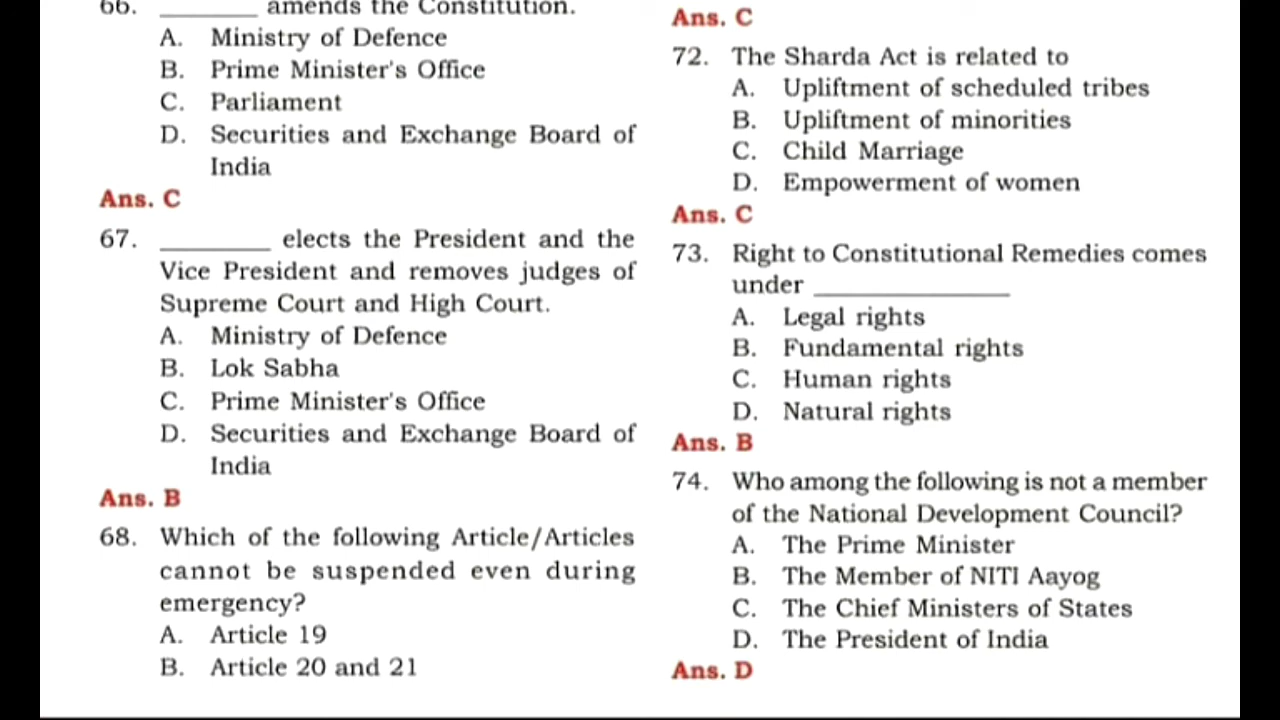 66. ________ amends the Constitution.
A. Ministry of Defence
B. Prime Minister's Office
C. Parliament
D. Securities and Exchange Board of
India
Ans. C
67. _________ elects the President and the
Vice President and removes judges of
Supreme Court and High Court.
A. Ministry of Defence
B. Lok Sabha
C. Prime Minister's Office
D. Securities and Exchange Board of
India
Ans. B
68. Which of the following Article/Articles
cannot be suspended even during
emergency?
A. Article 19
B. Article 20 and 21
Ans. C
72. The Sharda Act is related to
A. Upliftment of scheduled tribes
B. Upliftment of minorities
C. Child Marriage
D. Empowerment of women
Ans. C
73. Right to Constitutional Remedies comes
under ________________
A. Legal rights
B. Fundamental rights
C. Human rights
D. Natural rights
Ans. B
74. Who among the following is not a member
of the National Development Council?
A. The Prime Minister
B. The Member of NITI Aayog
C. The Chief Ministers of States
D. The President of India
Ans. D